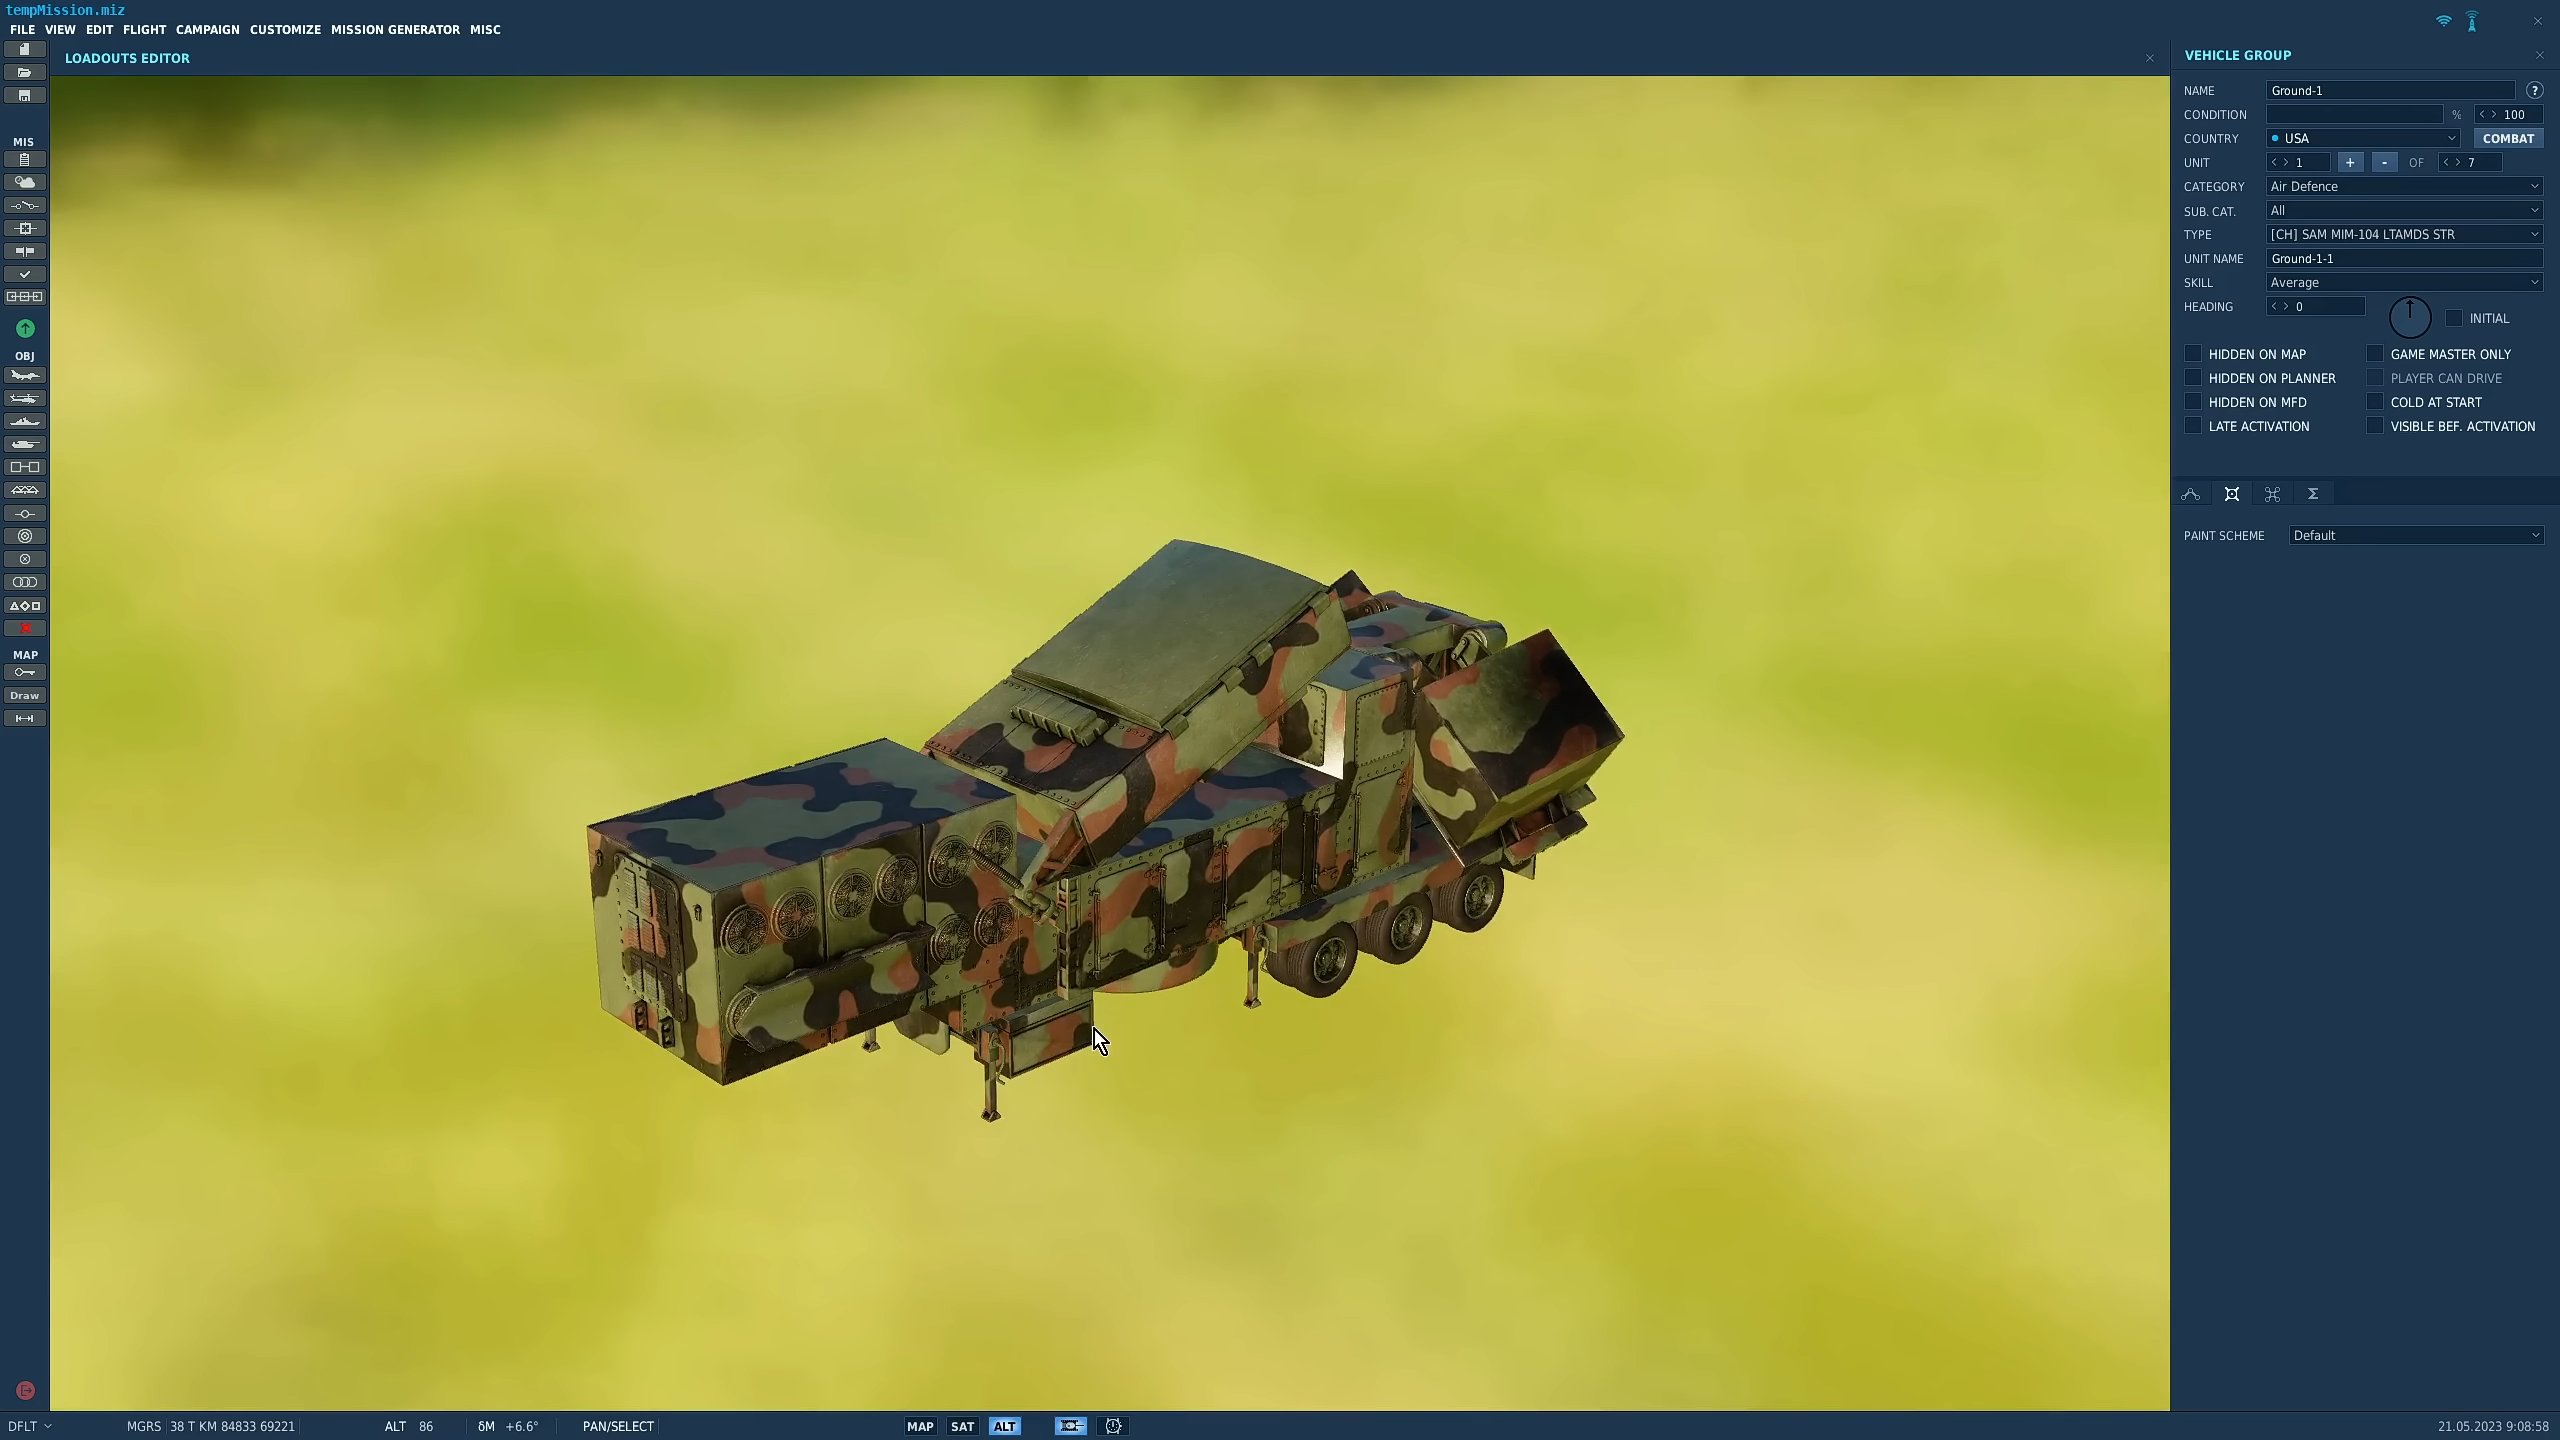 tempMission.miz
FILE VIEW EDIT FLIGHT CAMPAIGN CUSTOMIZE MISSION GENERATOR MISC
LOADOUTS EDITOR
MIS
OBJ
MAP
Draw
VEHICLE GROUP
NAME Ground-1 ?
CONDITION % < > 100
COUNTRY USA COMBAT
UNIT < > 1 + - OF < > 7
CATEGORY Air Defence
SUB. CAT. All
TYPE [CH] SAM MIM-104 LTAMDS STR
UNIT NAME Ground-1-1
SKILL Average
HEADING < > 0 INITIAL
HIDDEN ON MAP GAME MASTER ONLY
HIDDEN ON PLANNER PLAYER CAN DRIVE
HIDDEN ON MFD COLD AT START
LATE ACTIVATION VISIBLE BEF. ACTIVATION
Σ
PAINT SCHEME Default
DFLT MGRS 38 T KM 84833 69221 ALT 86 δM +6.6° PAN/SELECT MAP SAT ALT 21.05.2023 9:08:58